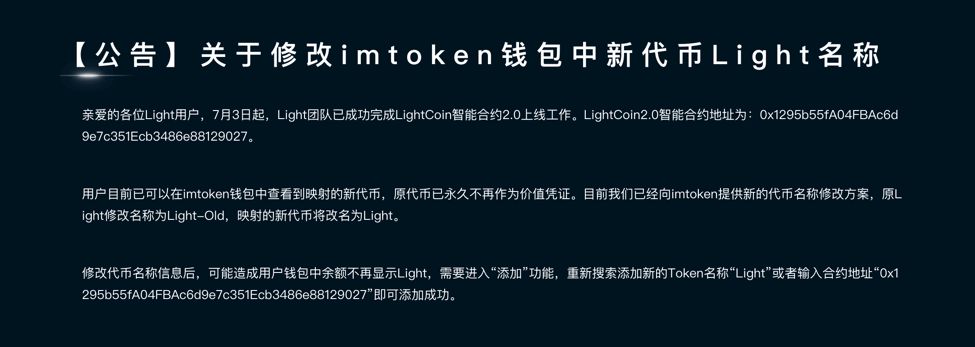 【公告】关于修改imtoken钱包中新代币Light名称
亲爱的各位Light用户，7月3日起，Light团队已成功完成LightCoin智能合约2.0上线工作。LightCoin2.0智能合约地址为：0x1295b55fA04FBAc6d
9e7c351Ecb3486e88129027。
用户目前已可以在imtoken钱包中查看到映射的新代币，原代币已永久不再作为价值凭证。目前我们已经向imtoken提供新的代币名称修改方案，原L
ight修改名称为Light-Old，映射的新代币将改名为Light。
修改代币名称信息后，可能造成用户钱包中余额不再显示Light，需要进入“添加”功能，重新搜索添加新的Token名称“Light”或者输入合约地址“0x1
295b55fA04FBAc6d9e7c351Ecb3486e88129027”即可添加成功。